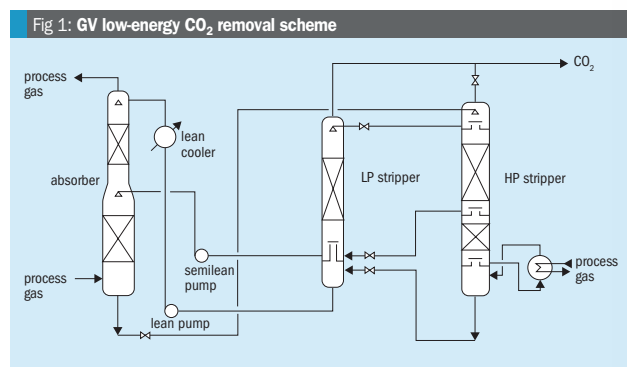 Fig 1: GV low-energy CO₂ removal scheme
process
gas
CO₂
lean
cooler
absorber
LP stripper
HP stripper
process
gas
semilean
pump
process
gas
lean pump